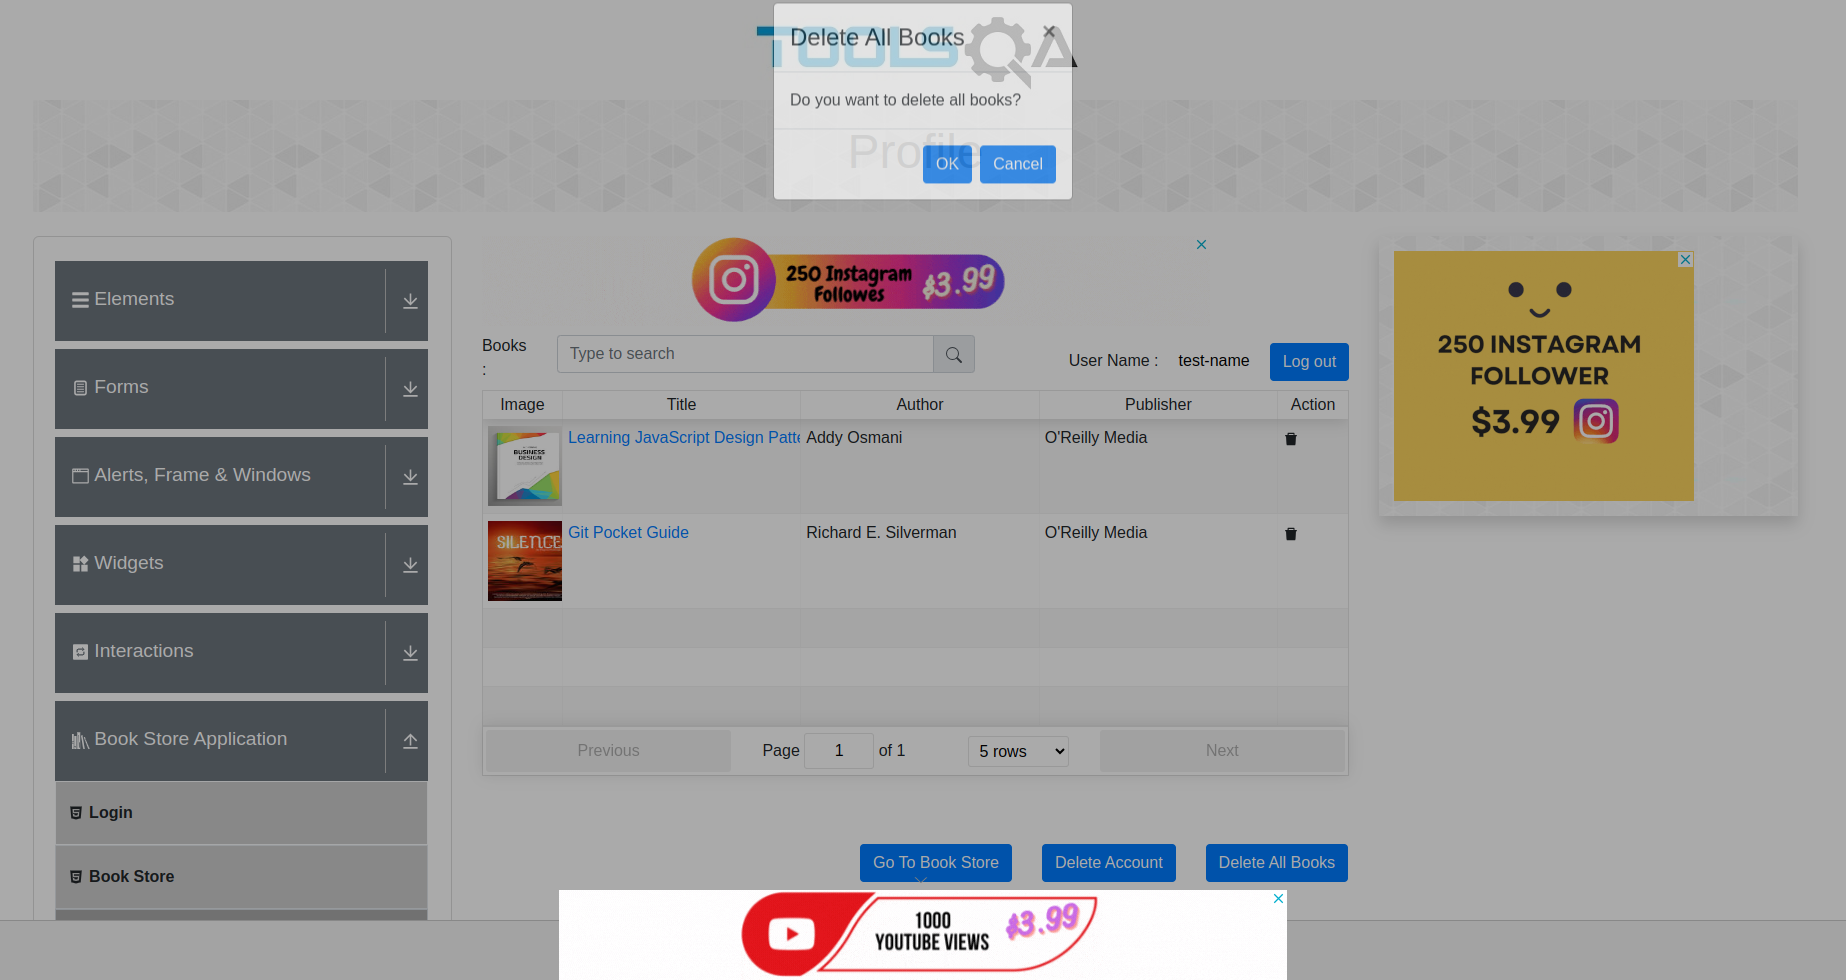 TOOLSQA
Delete All Books
×
Do you want to delete all books?
Profile
OK
Cancel
Elements
Forms
Alerts, Frame & Windows
Widgets
Interactions
Book Store Application
Login
Book Store
250 Instagram
Followes
$3.99
Books
:
Type to search
User Name :
test-name
Log out
Image
Title
Author
Publisher
Action
BUSINESS
DESIGN
Learning JavaScript Design Patte
Addy Osmani
O'Reilly Media
SILENCE
Git Pocket Guide
Richard E. Silverman
O'Reilly Media
Previous
Page
1
of 1
5 rows
Next
Go To Book Store
Delete Account
Delete All Books
250 INSTAGRAM
FOLLOWER
$3.99
1000
YOUTUBE VIEWS
$3.99